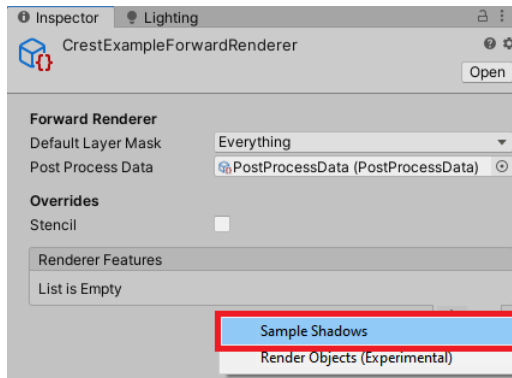 Inspector
Lighting
CrestExampleForwardRenderer
Open
Forward Renderer
Default Layer Mask Everything
Post Process Data PostProcessData (PostProcessData)
Overrides
Stencil
Renderer Features
List is Empty
Sample Shadows
Render Objects (Experimental)